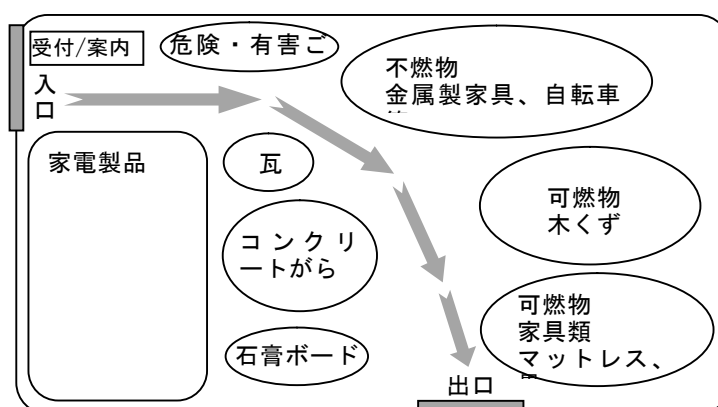 受付/案内
危険・有害ご
不燃物
金属製家具、自転車
入
口
家電製品
瓦
可燃物
木くず
コンクリ
ートがら
可燃物
家具類
マットレス、
石膏ボード
出口